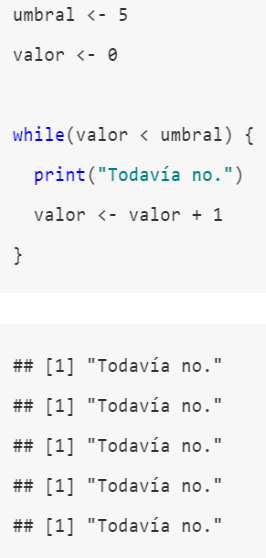 umbral <- 5
valor <- 0
while(valor < umbral) {
print("Todavía no.")
valor <- valor + 1
}
## [1] "Todavía no."
## [1] "Todavía no."
## [1] "Todavía no."
## [1] "Todavía no."
## [1] "Todavía no."